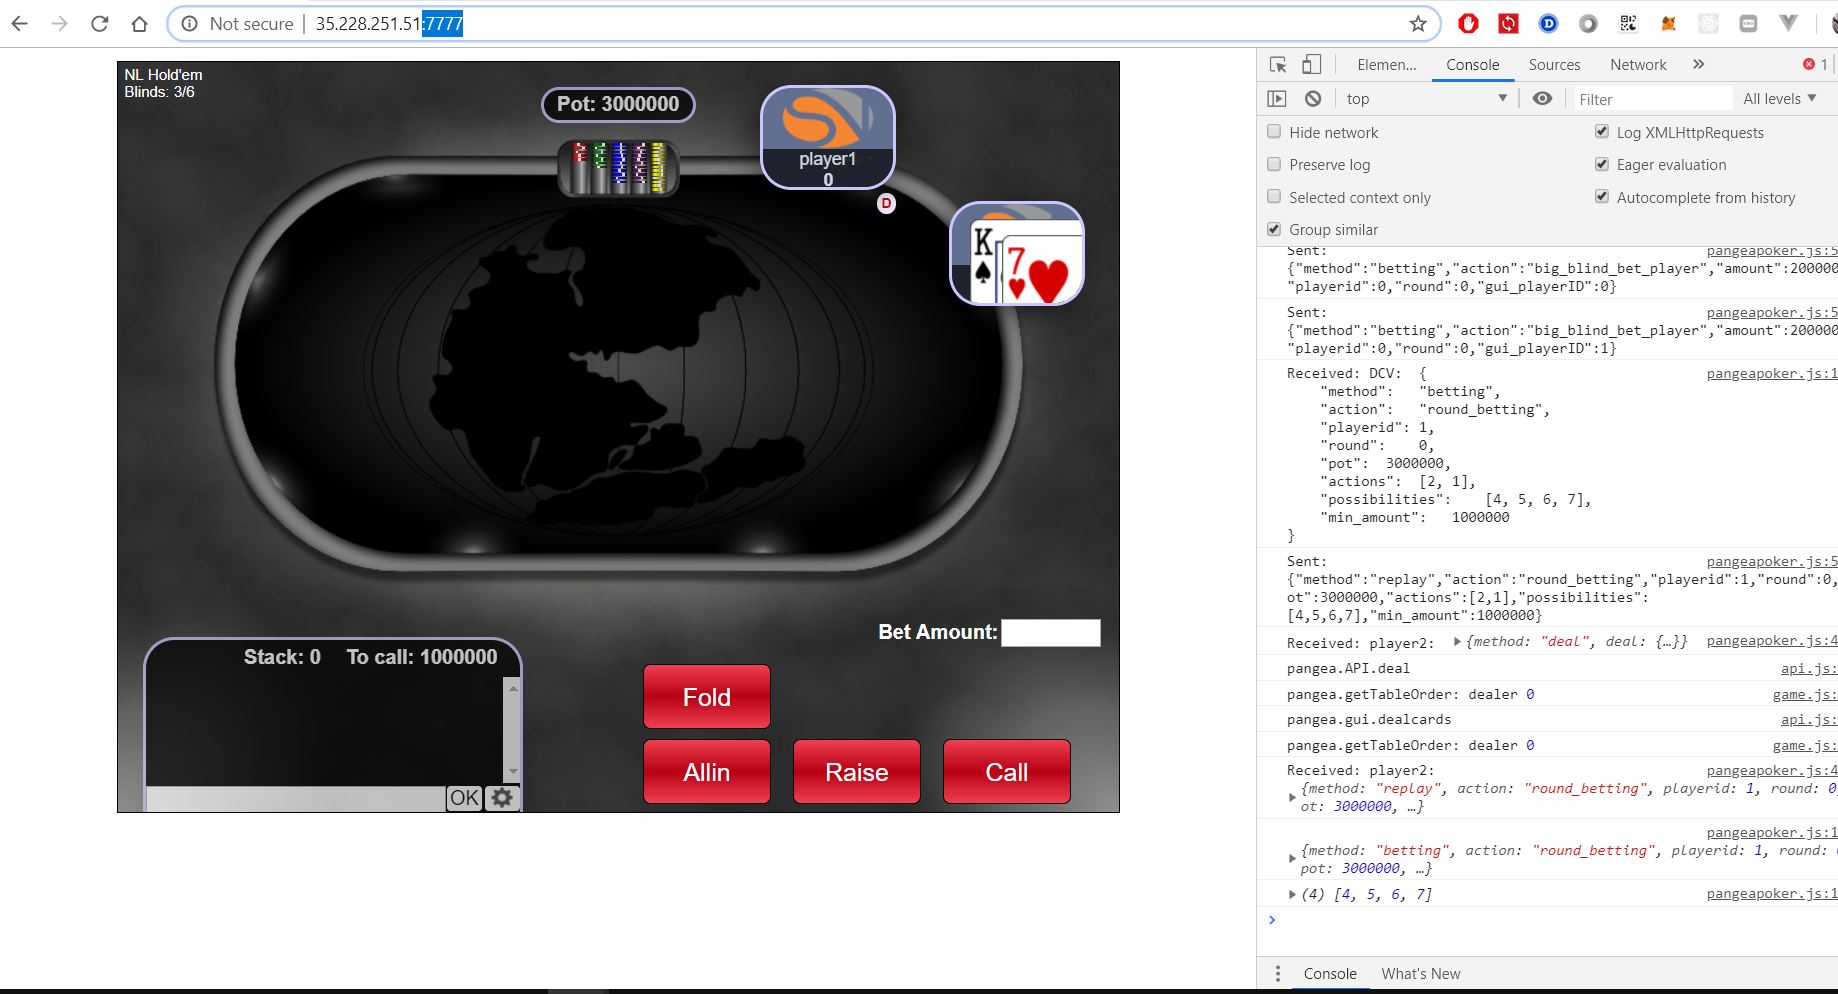 Not secure | 35.228.251.51:7777
NL Hold'em
Blinds: 3/6
Pot: 3000000
player1
0
D
K
7
Bet Amount:
Stack: 0 To call: 1000000
Fold
Allin Raise Call
OK
Elemen... Console Sources Network » 1
top Filter All levels
Hide network Log XMLHttpRequests
Preserve log Eager evaluation
Selected context only Autocomplete from history
Group similar
Sent: pangeapoker.js:5
{"method":"betting","action":"big_blind_bet_player","amount":200000
"playerid":0,"round":0,"gui_playerID":0}
Sent: pangeapoker.js:5
{"method":"betting","action":"big_blind_bet_player","amount":200000
"playerid":0,"round":0,"gui_playerID":1}
Received: DCV: { pangeapoker.js:1
"method": "betting",
"action": "round_betting",
"playerid": 1,
"round": 0,
"pot": 3000000,
"actions": [2, 1],
"possibilities": [4, 5, 6, 7],
"min_amount": 1000000
}
Sent: pangeapoker.js:5
{"method":"replay","action":"round_betting","playerid":1,"round":0,
ot":3000000,"actions":[2,1],"possibilities":
[4,5,6,7],"min_amount":1000000}
Received: player2: {method: "deal", deal: {…}} pangeapoker.js:4
pangea.API.deal api.js:
pangea.getTableOrder: dealer 0 game.js:
pangea.gui.dealcards api.js:
pangea.getTableOrder: dealer 0 game.js:
Received: player2: pangeapoker.js:4
{method: "replay", action: "round_betting", playerid: 1, round: 0
ot: 3000000, …}
pangeapoker.js:1
{method: "betting", action: "round_betting", playerid: 1, round:
pot: 3000000, …}
(4) [4, 5, 6, 7] pangeapoker.js:1
Console What's New